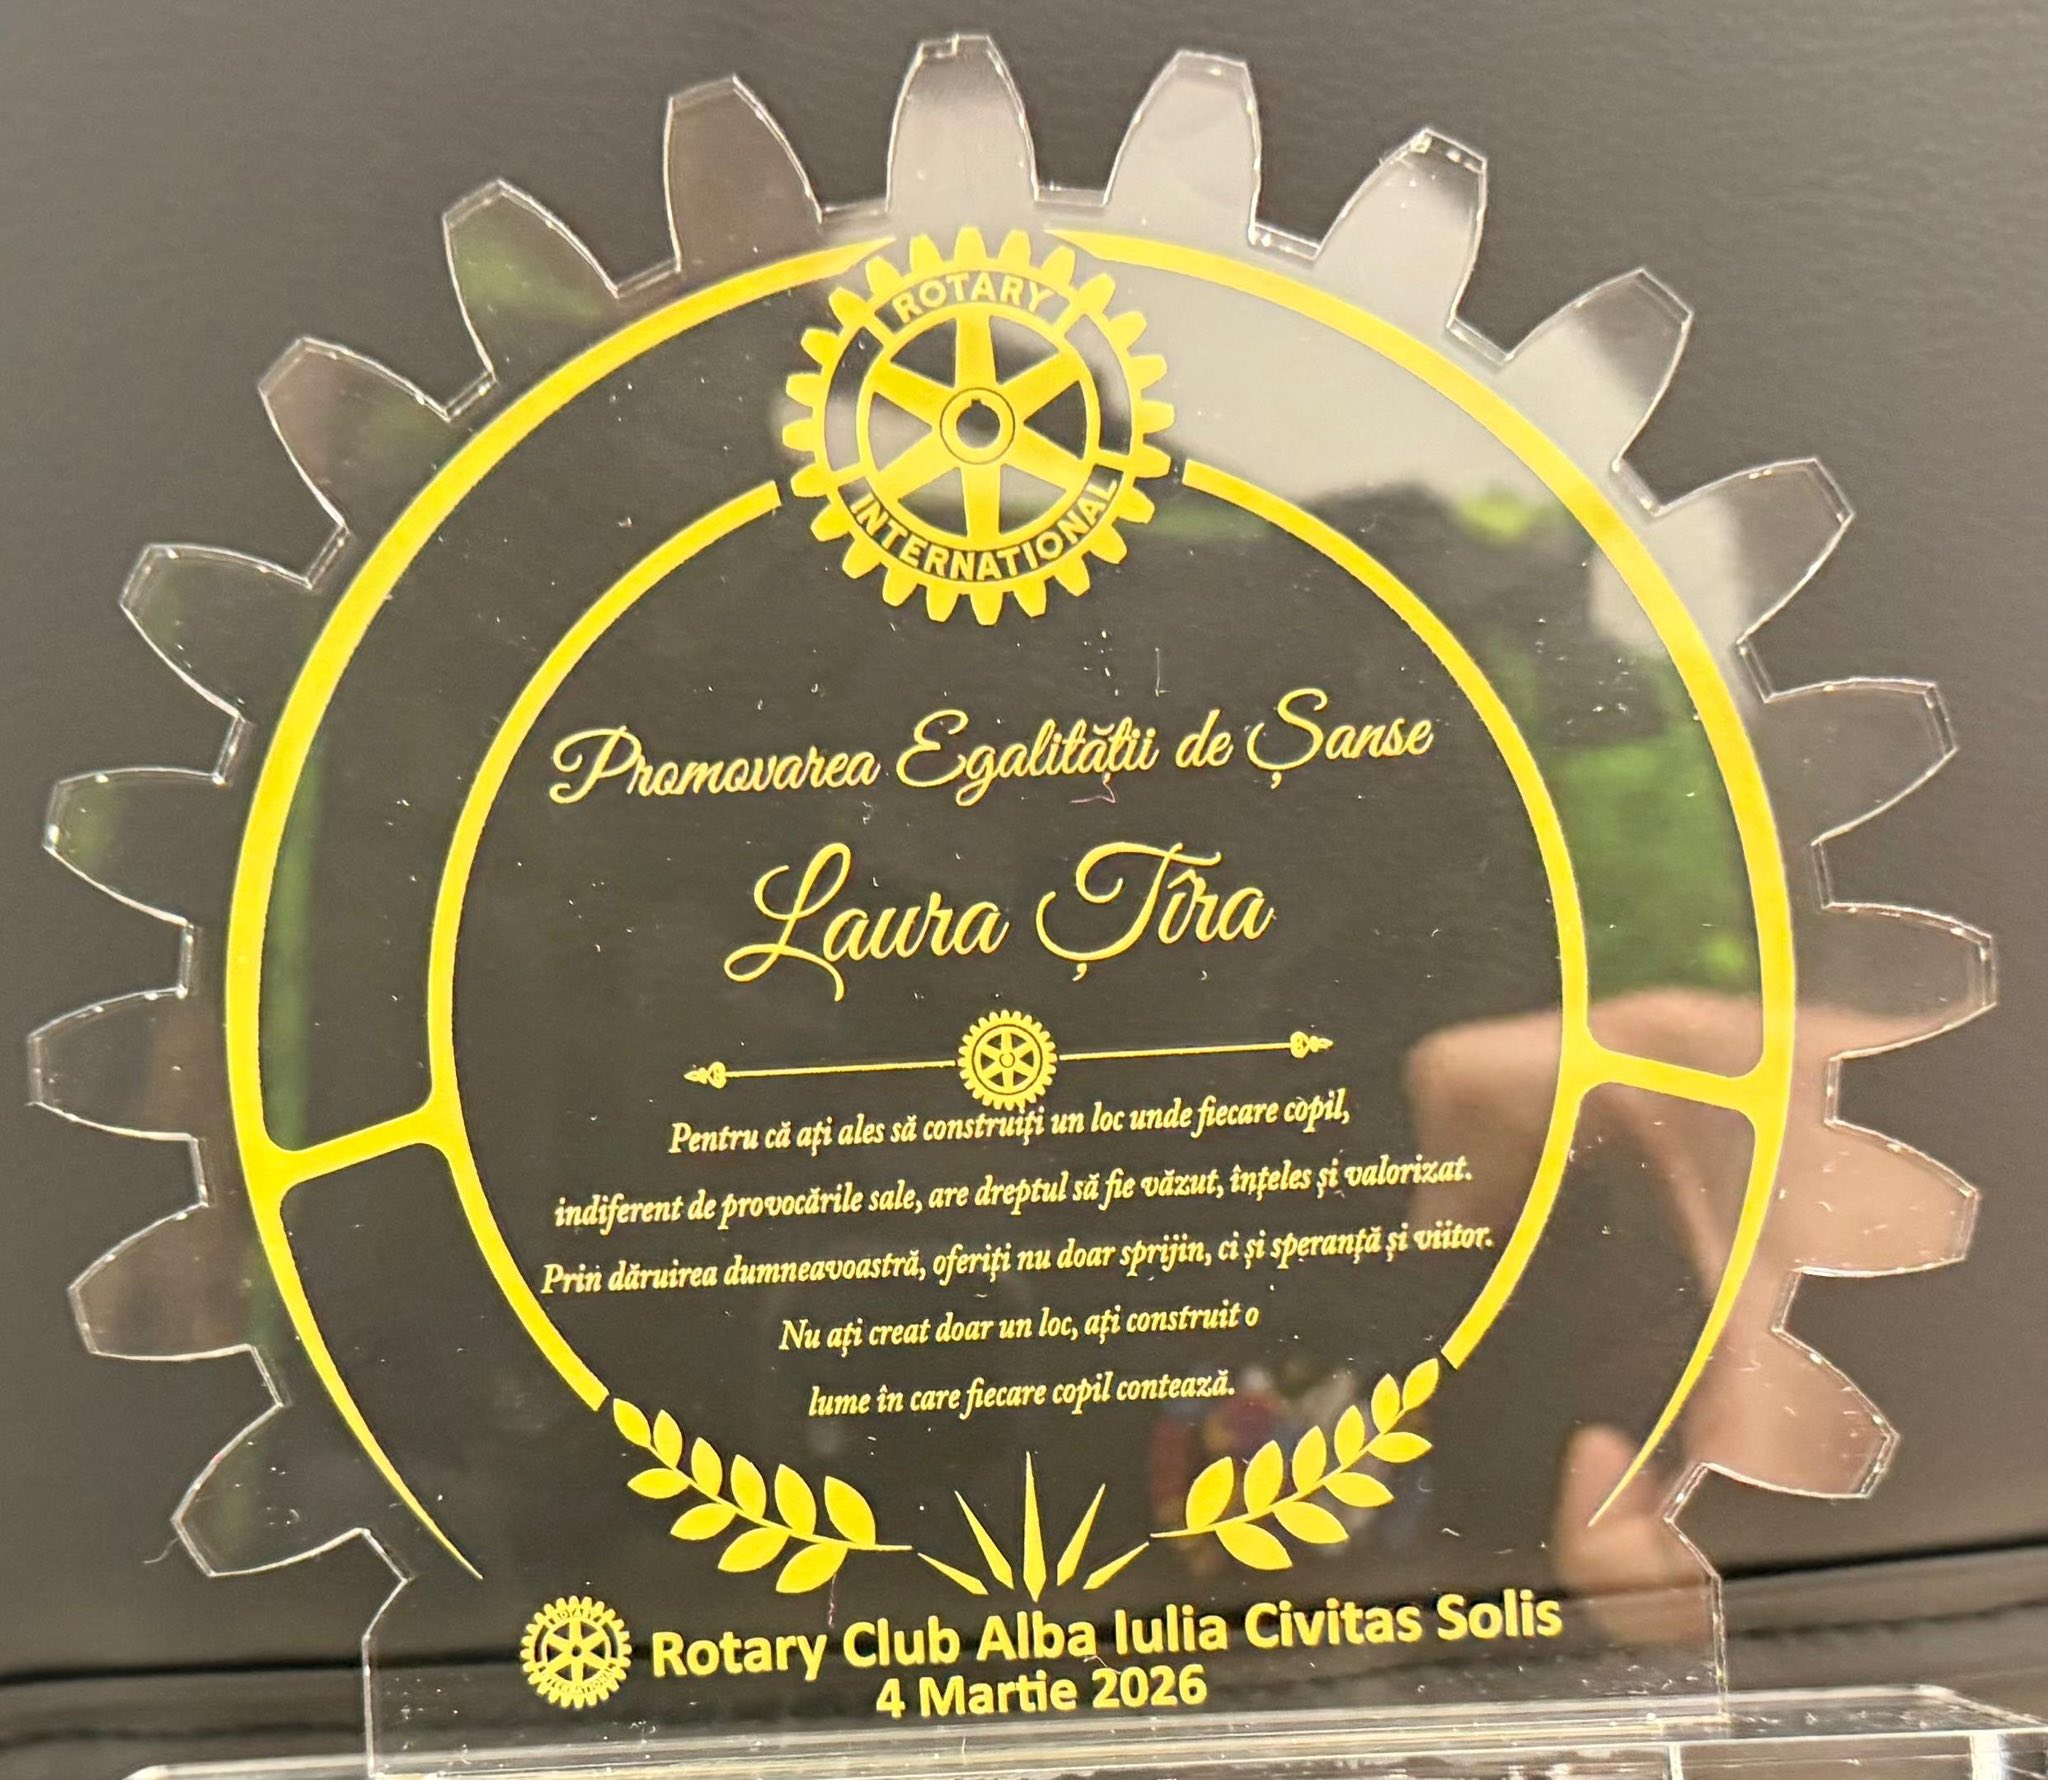 ROTARY
INTERNATIONAL
Promovarea Egalității de Șanse
Laura Țîra
Pentru că ați ales să construiți un loc unde fiecare copil,
indiferent de provocările sale, are dreptul să fie văzut, înțeles și valorizat.
Prin dăruirea dumneavoastră, oferiți nu doar sprijin, ci și speranță și viitor.
Nu ați creat doar un loc, ați construit o
lume în care fiecare copil contează.
ROTARY
INTERNATIONAL
Rotary Club Alba Iulia Civitas Solis
4 Martie 2026